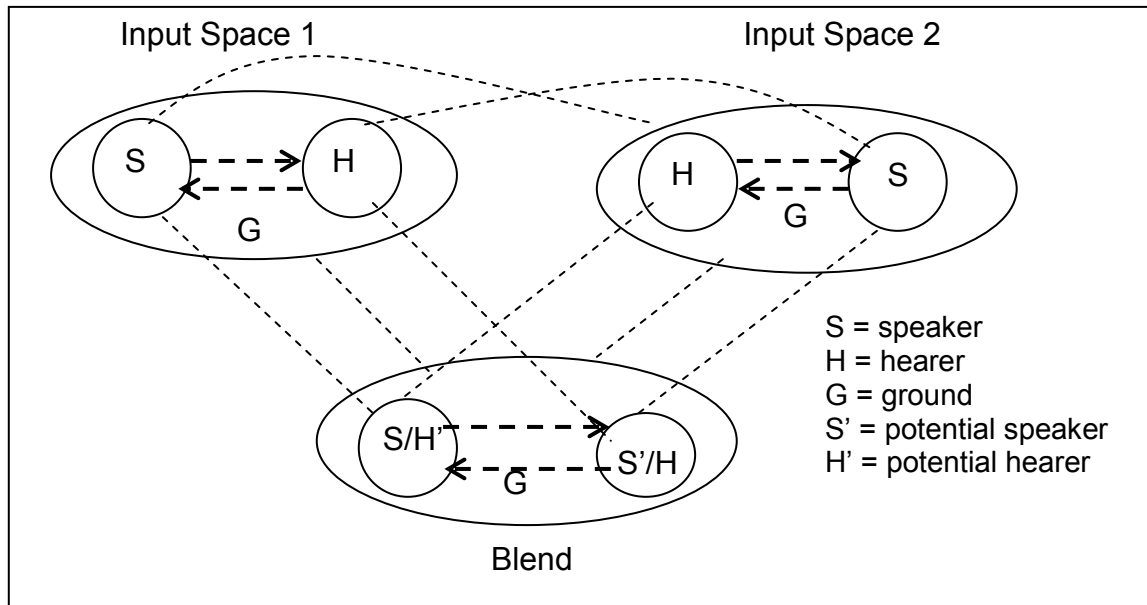 Input Space 1
Input Space 2
S
H
G
H
S
G
S = speaker
H = hearer
G = ground
S’ = potential speaker
H’ = potential hearer
S/H’
S’/H
G
Blend